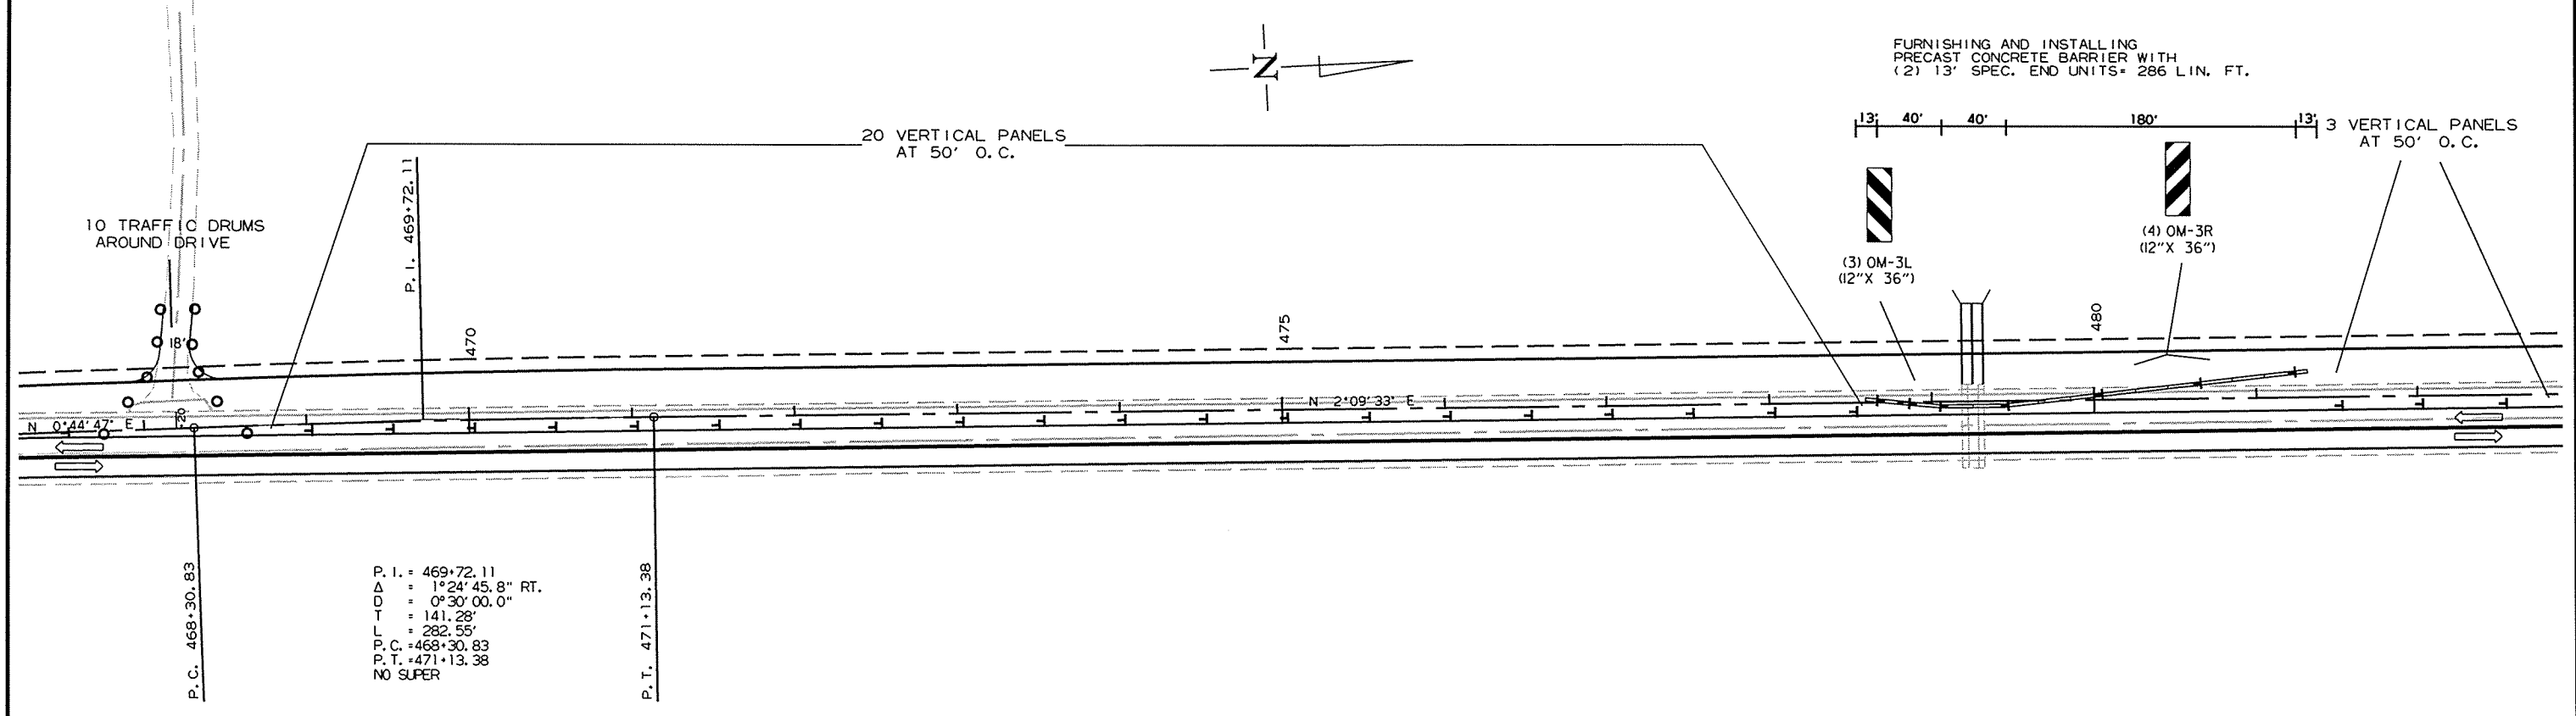 FURNISHING AND INSTALLING
PRECAST CONCRETE BARRIER WITH
(2) 13' SPEC. END UNITS= 286 LIN. FT.
N
13'
40'
40'
180'
13'
20 VERTICAL PANELS
AT 50' O.C.
3 VERTICAL PANELS
AT 50' O.C.
P.I. 469+72.11
10 TRAFFIC DRUMS
AROUND DRIVE
(3) OM-3L
(12"X 36")
(4) OM-3R
(12"X 36")
18'
470
475
480
N 0°44'47" E
20'
N 2°09'33" E
P.C. 468+30.83
P.I.= 469+72.11
Δ = 1°24'45.8" RT.
D = 0°30'00.0"
T = 141.28'
L = 282.55'
P.C.=468+30.83
P.T.=471+13.38
NO SUPER
P.T. 471+13.38